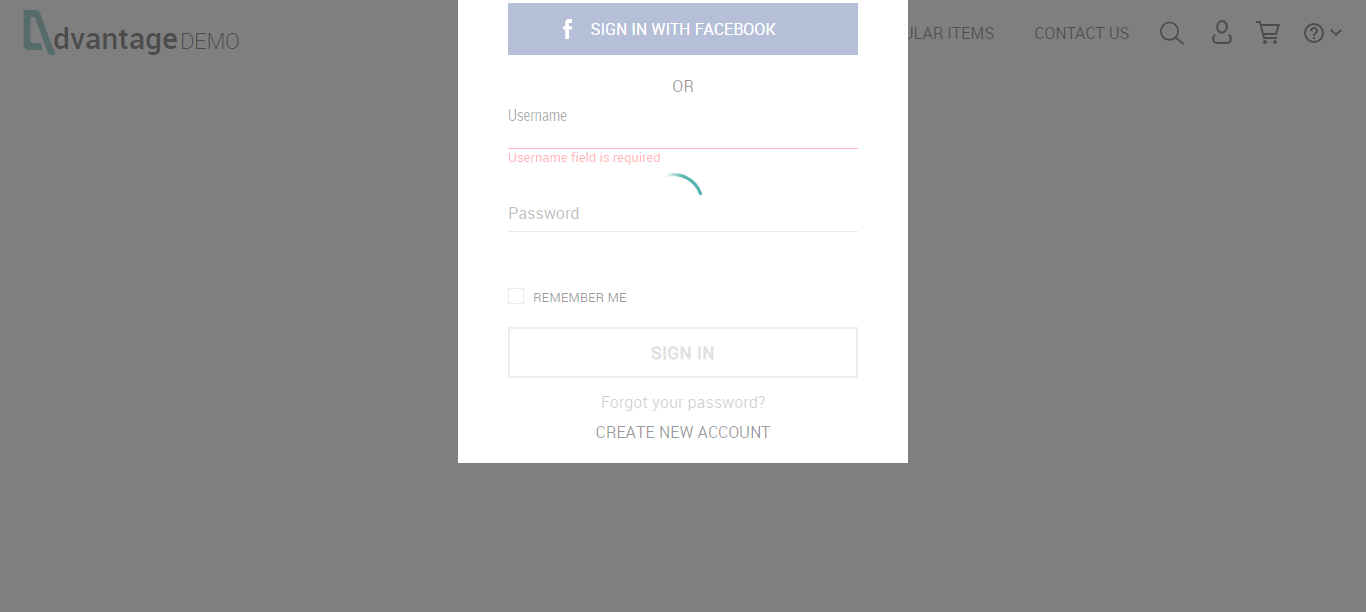 dvantage DEMO
SIGN IN WITH FACEBOOK
ITEMS
CONTACT US
OR
Username
Username field is required
Password
REMEMBER ME
SIGN IN
Forgot your password?
CREATE NEW ACCOUNT